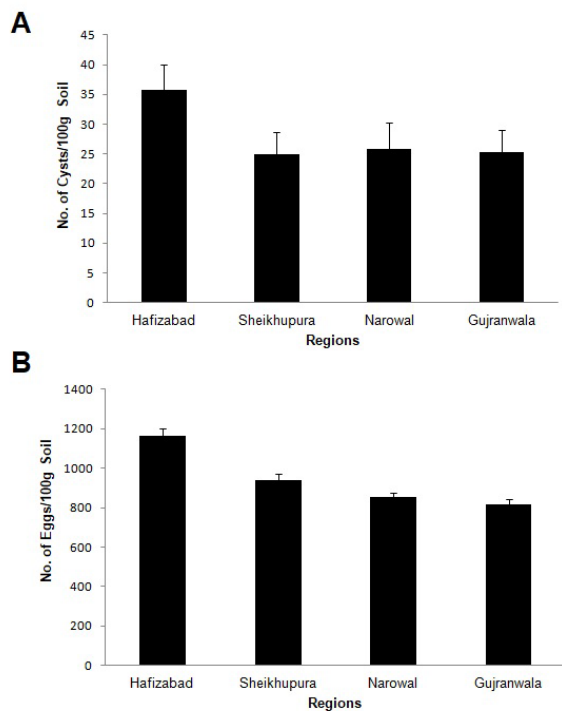 A
No. of Cysts/100g Soil
45
40
35
30
25
20
15
10
5
0
Hafizabad Sheikhupura Narowal Gujranwala
Regions
B
No. of Eggs/100g Soil
1400
1200
1000
800
600
400
200
0
Hafizabad Sheikhupura Narowal Gujranwala
Regions